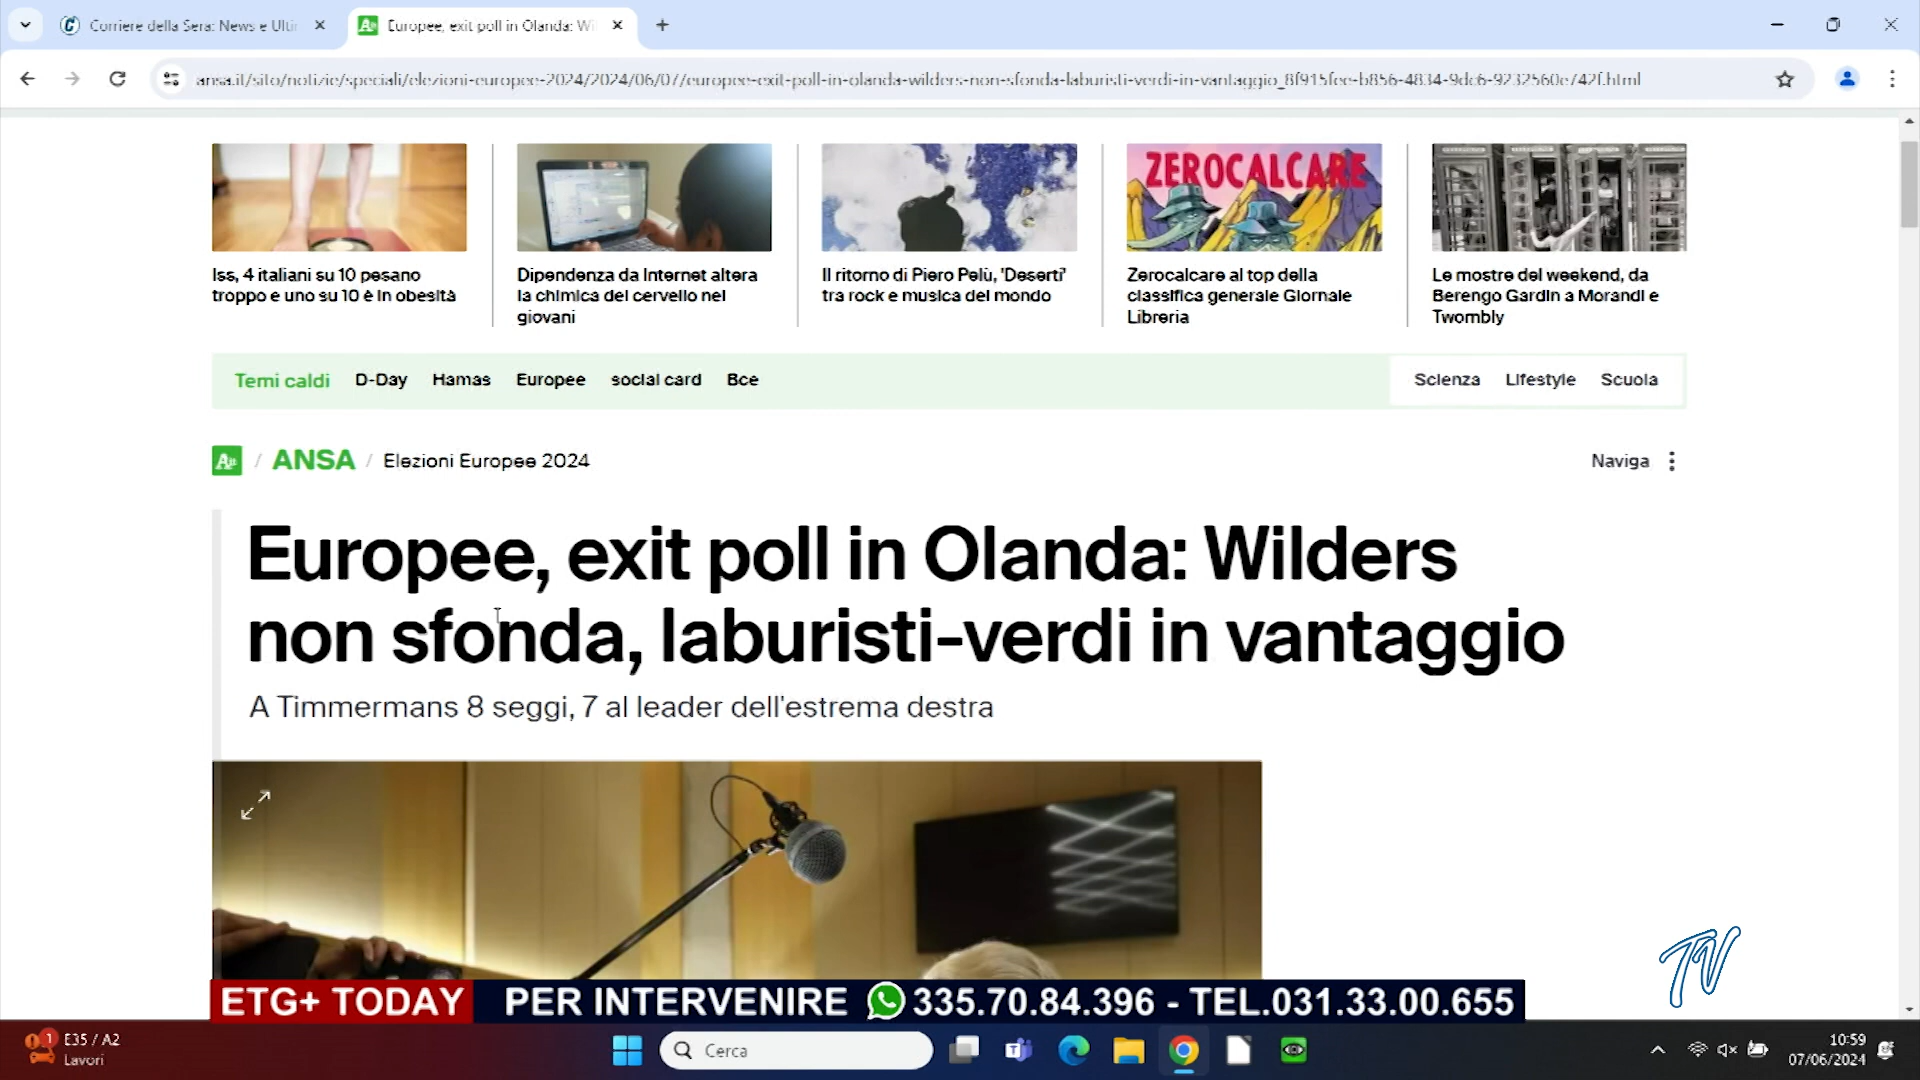 Corriere della Sera: News e Ulti
Europee, exit poll in Olanda: Wi
ansa.it/sito/notizie/speciali/elezioni-europee-2024/2024/06/07/europee-exit-poll-in-olanda-wilders-non-sfonda-laburisti-verdi-in-vantaggio_8f915fee-b856-4834-9dc6-9232560e742f.html
ZEROCALCARE
Iss, 4 italiani su 10 pesano
troppo e uno su 10 è in obesità
Dipendenza da Internet altera
la chimica del cervello nei
giovani
Il ritorno di Piero Pelù, 'Deserti'
tra rock e musica del mondo
Zerocalcare al top della
classifica generale Giornale
Libreria
Le mostre del weekend, da
Berengo Gardin a Morandi e
Twombly
Temi caldi D-Day Hamas Europee social card Bce Scienza Lifestyle Scuola
A.it / ANSA / Elezioni Europee 2024 Naviga
Europee, exit poll in Olanda: Wilders
non sfonda, laburisti-verdi in vantaggio
A Timmermans 8 seggi, 7 al leader dell'estrema destra
TN
ETG+ TODAY PER INTERVENIRE 335.70.84.396 - TEL.031.33.00.655
1 E35 / A2
Lavori
Cerca
10:59
07/06/2024